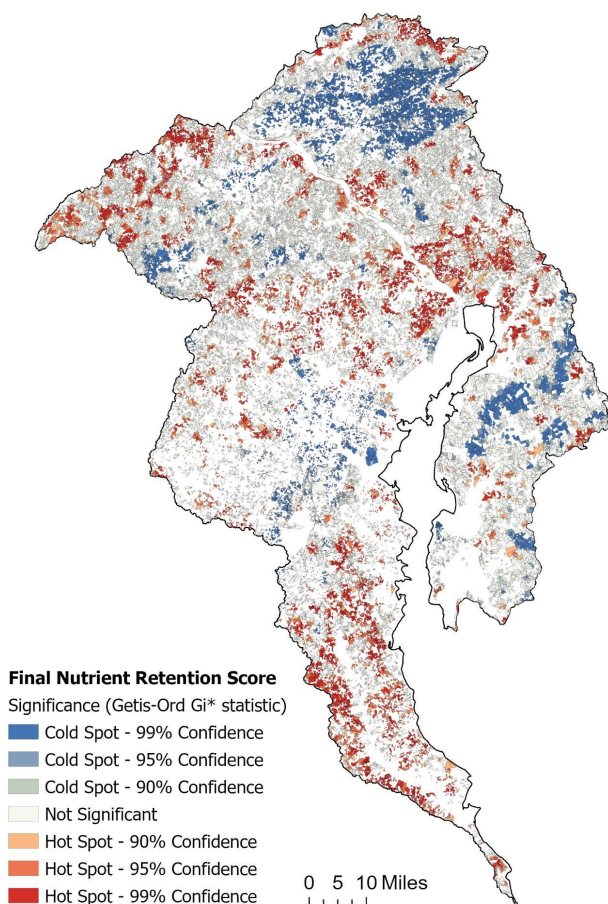 Final Nutrient Retention Score
Significance (Getis-Ord Gi* statistic)
Cold Spot - 99% Confidence
Cold Spot - 95% Confidence
Cold Spot - 90% Confidence
Not Significant
Hot Spot - 90% Confidence
Hot Spot - 95% Confidence
Hot Spot - 99% Confidence
0 5 10 Miles